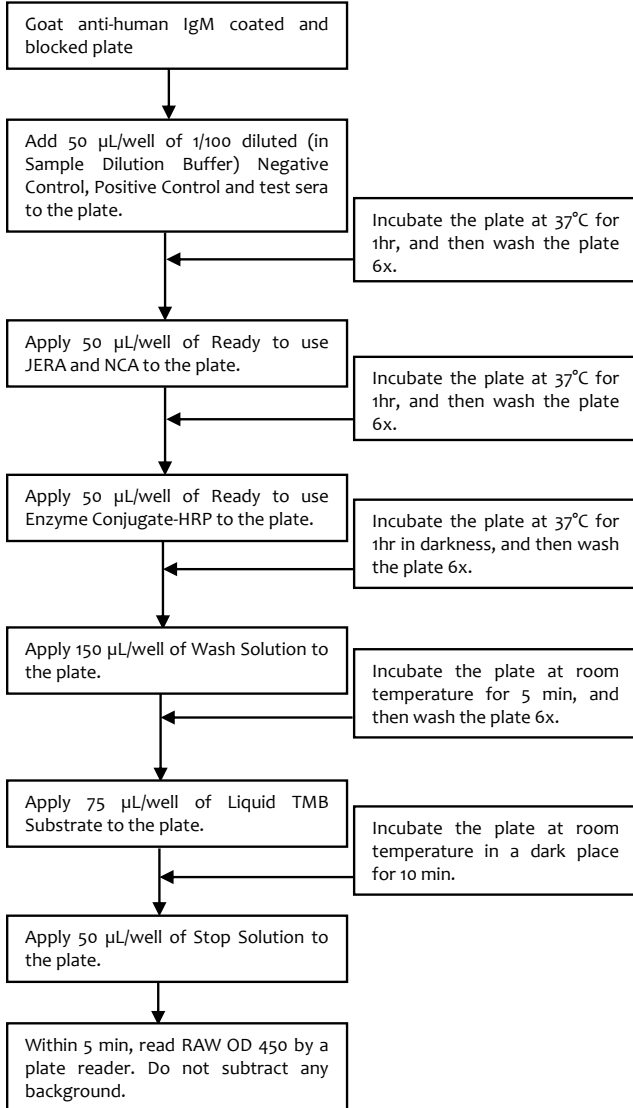 Goat anti-human IgM coated and
blocked plate
Add 50 µL/well of 1/100 diluted (in
Sample Dilution Buffer) Negative
Control, Positive Control and test sera
to the plate.
Incubate the plate at 37°C for
1hr, and then wash the plate
6x.
Apply 50 µL/well of Ready to use
JERA and NCA to the plate.
Incubate the plate at 37°C for
1hr, and then wash the plate
6x.
Apply 50 µL/well of Ready to use
Enzyme Conjugate-HRP to the plate.
Incubate the plate at 37°C for
1hr in darkness, and then wash
the plate 6x.
Apply 150 µL/well of Wash Solution to
the plate.
Incubate the plate at room
temperature for 5 min, and
then wash the plate 6x.
Apply 75 µL/well of Liquid TMB
Substrate to the plate.
Incubate the plate at room
temperature in a dark place
for 10 min.
Apply 50 µL/well of Stop Solution to
the plate.
Within 5 min, read RAW OD 450 by a
plate reader. Do not subtract any
background.